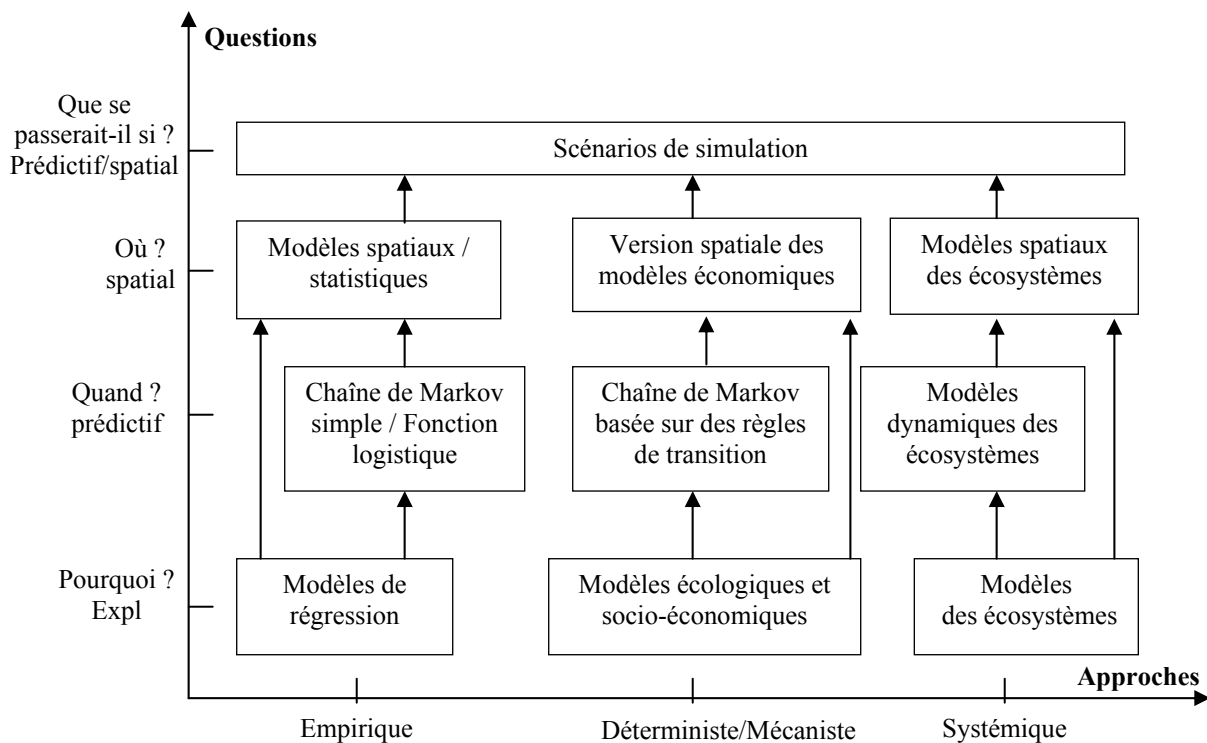 Questions
Que se
passerait-il si ?
Prédictif/spatial
Scénarios de simulation
Où ?
spatial
Modèles spatiaux /
statistiques
Version spatiale des
modèles économiques
Modèles spatiaux
des écosystèmes
Quand ?
prédictif
Chaîne de Markov
simple / Fonction
logistique
Chaîne de Markov
basée sur des règles
de transition
Modèles
dynamiques des
écosystèmes
Pourquoi ?
Expl
Modèles de
régression
Modèles écologiques et
socio-économiques
Modèles
des écosystèmes
Approches
Empirique
Déterministe/Mécaniste
Systémique